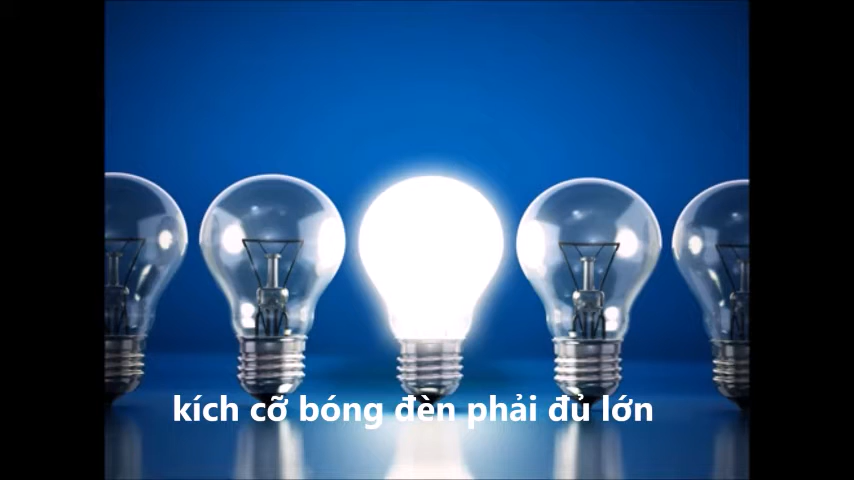 kích cỡ bóng đèn phải đủ lớn